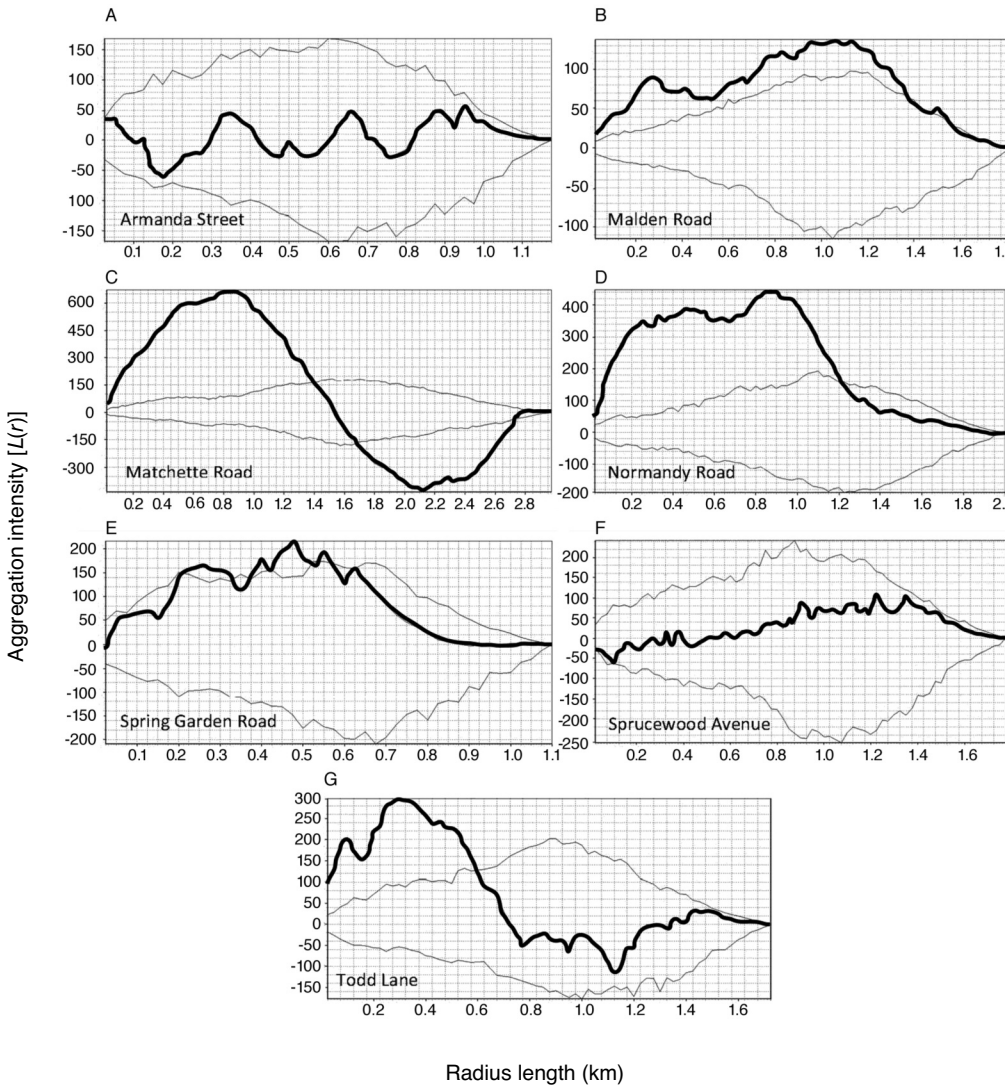 A
150
100
50
0
-50
100
-150
Armanda Street
0.1 0.2 0.3 0.4 0.5 0.6 0.7 0.8 0.9 1.0 1.1
B
100
50
0
-50
-100
Malden Road
0.2 0.4 0.6 0.8 1.0 1.2 1.4 1.6 1.
C
600
450
300
150
0
-150
-300
Matchette Road
0.2 0.4 0.6 0.8 1.0 1.2 1.4 1.6 1.8 2.0 2.2 2.4 2.6 2.8
D
400
300
200
100
0
-100
-200
Normandy Road
0.2 0.4 0.6 0.8 1.0 1.2 1.4 1.6 1.8 2.
E
200
150
100
50
0
-50
-100
-150
-200
Spring Garden Road
0.1 0.2 0.3 0.4 0.5 0.6 0.7 0.8 0.9 1.0 1.1
F
200
150
100
50
0
-50
-100
-150
-200
-250
Sprucewood Avenue
0.2 0.4 0.6 0.8 1.0 1.2 1.4 1.6
G
300
250
200
150
100
50
0
-50
-100
-150
Todd Lane
0.2 0.4 0.6 0.8 1.0 1.2 1.4 1.6
Aggregation intensity [L(r)]
Radius length (km)